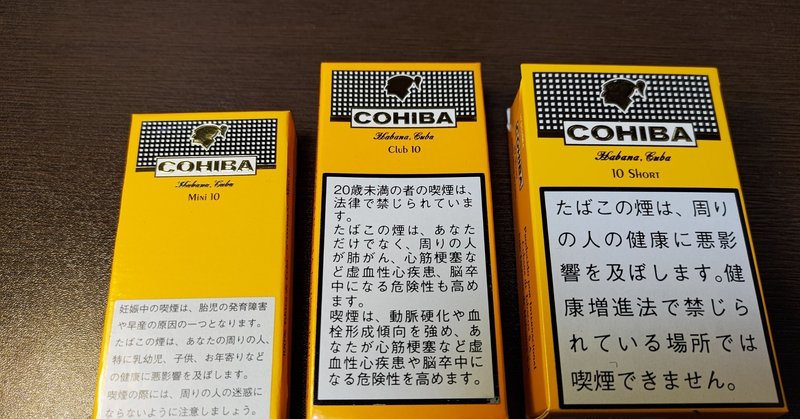 COHIBA
Habana, Cuba
Mini 10
妊娠中の喫煙は、胎児の発育障害
や早産の原因の一つとなります。
たばこの煙は、あなたの周りの人、
特に乳幼児、子供、お年寄りなど
の健康に悪影響を及ぼします。
喫煙の際には、周りの人の迷惑に
ならないように注意しましょう。
COHIBA
Habana, Cuba
Club 10
20歳未満の者の喫煙は、
法律で禁じられていま
す。
たばこの煙は、あなた
だけでなく、周りの人
が肺がん、心筋梗塞な
ど虚血性心疾患、脳卒
中になる危険性も高め
ます。
喫煙は、動脈硬化や血
栓形成傾向を強め、あ
なたが心筋梗塞など虚
血性心疾患や脳卒中に
なる危険性を高めます。
COHIBA
Habana, Cuba
10 Short
たばこの煙は、周り
の人の健康に悪影
響を及ぼします。健
康増進法で禁じら
れている場所では
喫煙できません。